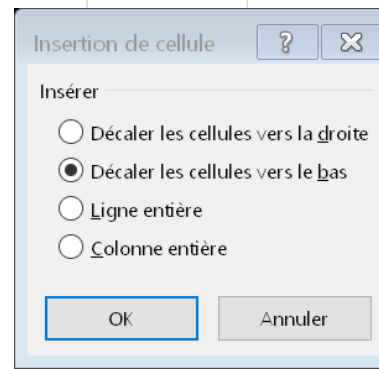 Insertion de cellule
Insérer
Décaler les cellules vers la droite
Décaler les cellules vers le bas
Ligne entière
Colonne entière
OK
Annuler